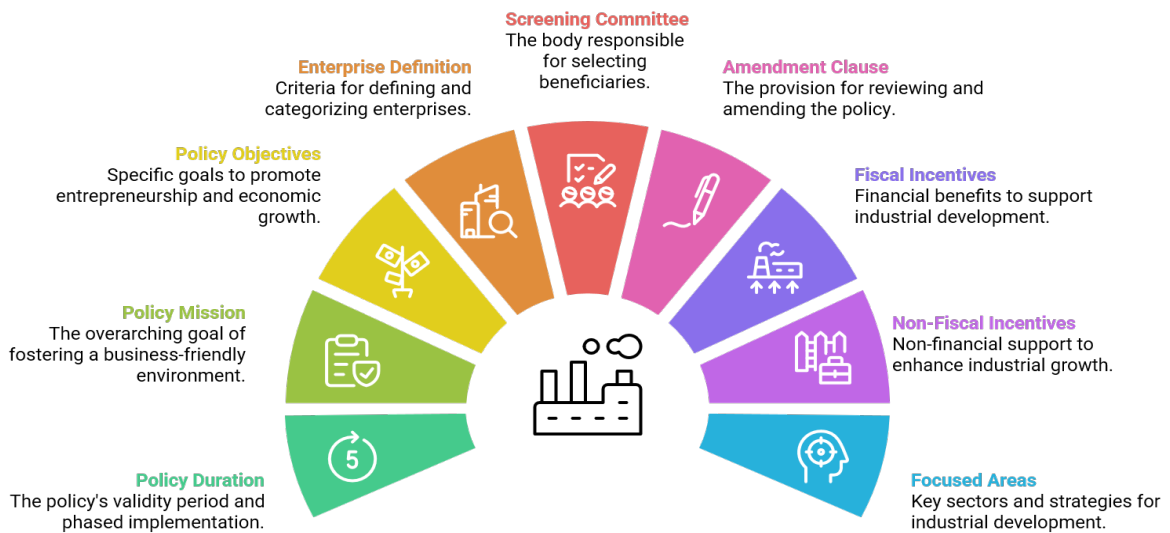 Screening Committee
The body responsible
for selecting
beneficiaries.
Enterprise Definition
Criteria for defining and
categorizing enterprises.
Amendment Clause
The provision for reviewing and
amending the policy.
Policy Objectives
Specific goals to promote
entrepreneurship and economic
growth.
Fiscal Incentives
Financial benefits to support
industrial development.
Policy Mission
The overarching goal of
fostering a business-friendly
environment.
Non-Fiscal Incentives
Non-financial support to
enhance industrial growth.
5
Policy Duration
The policy's validity period and
phased implementation.
Focused Areas
Key sectors and strategies for
industrial development.